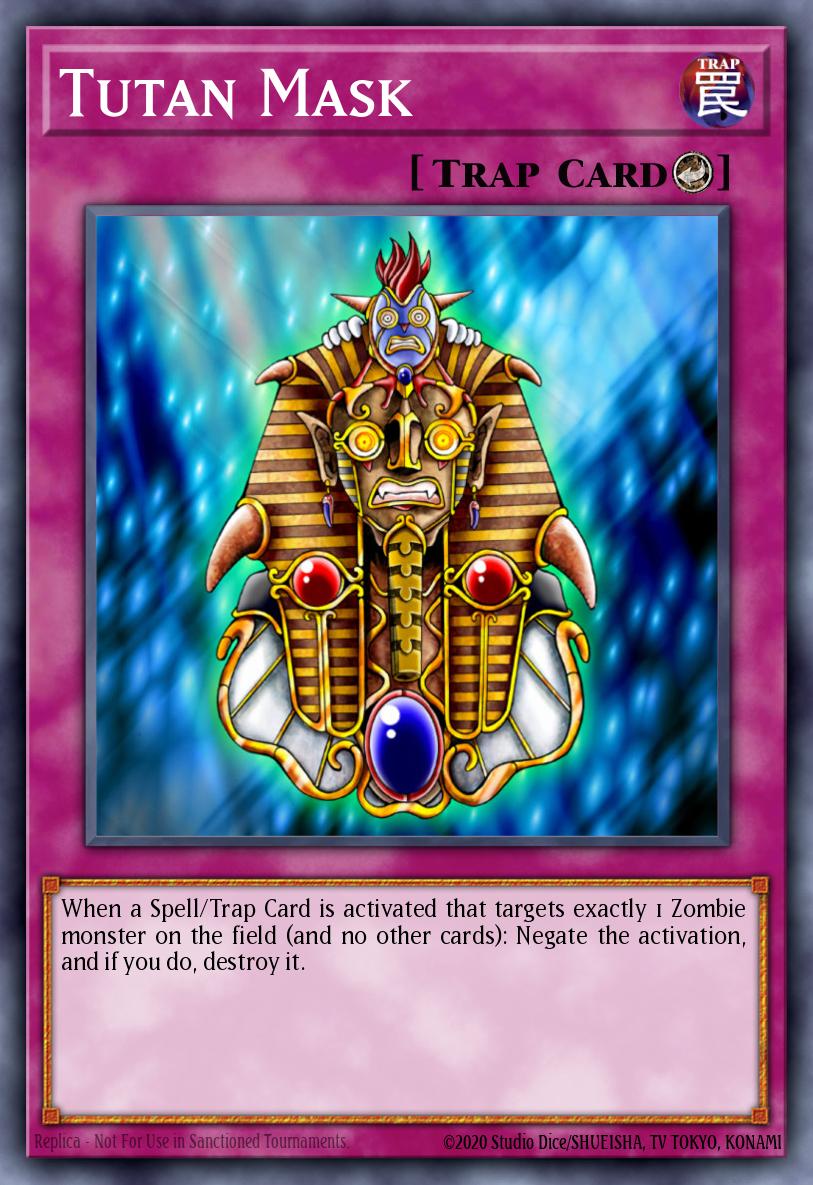 Tutan Mask
TRAP
罠
[Trap Card]
When a Spell/Trap Card is activated that targets exactly 1 Zombie
monster on the field (and no other cards): Negate the activation,
and if you do, destroy it.
Replica - Not For Use in Sanctioned Tournaments.
©2020 Studio Dice/SHUEISHA, TV TOKYO, KONAMI